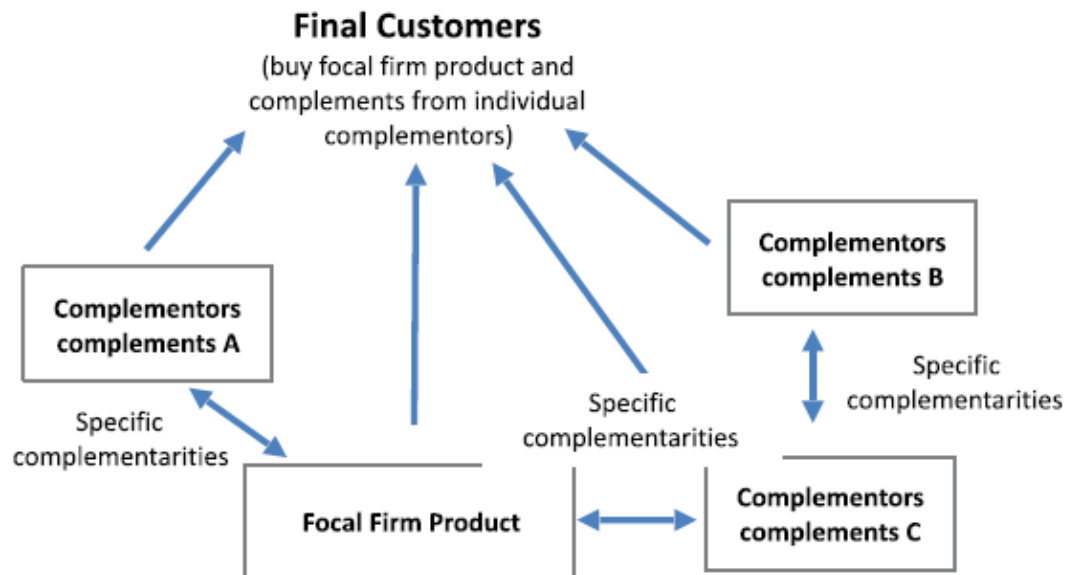 Final Customers
(buy focal firm product and
complements from individual
complementors)
Complementors
complements A
Complementors
complements B
Specific
complementarities
Specific
complementarities
Specific
complementarities
Focal Firm Product
Complementors
complements C